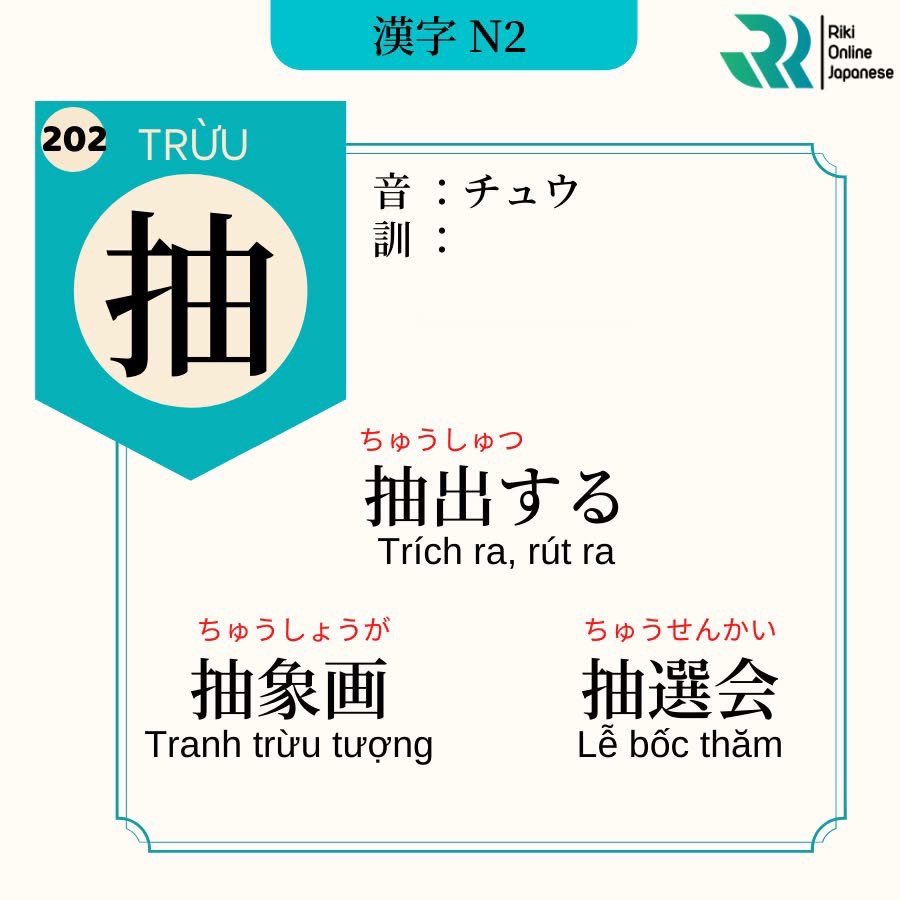 漢字 N2
Riki
Online
Japanese
202
TRỪU
抽
音 ：チュウ
訓 ：
ちゅうしゅつ
抽出する
Trích ra, rút ra
ちゅうしょうが
抽象画
Tranh trừu tượng
ちゅうせんかい
抽選会
Lễ bốc thăm